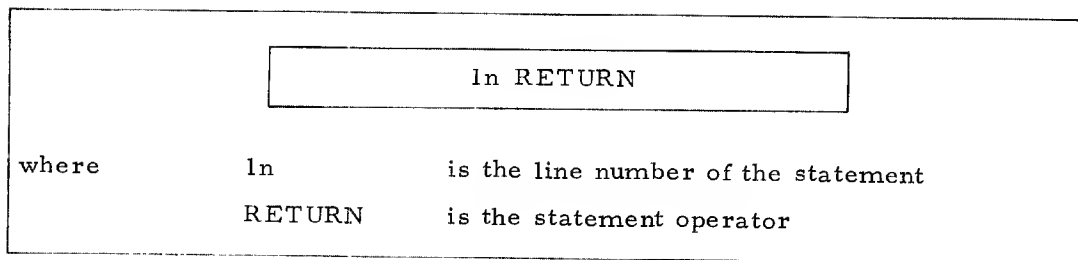 ln RETURN
where ln is the line number of the statement
RETURN is the statement operator